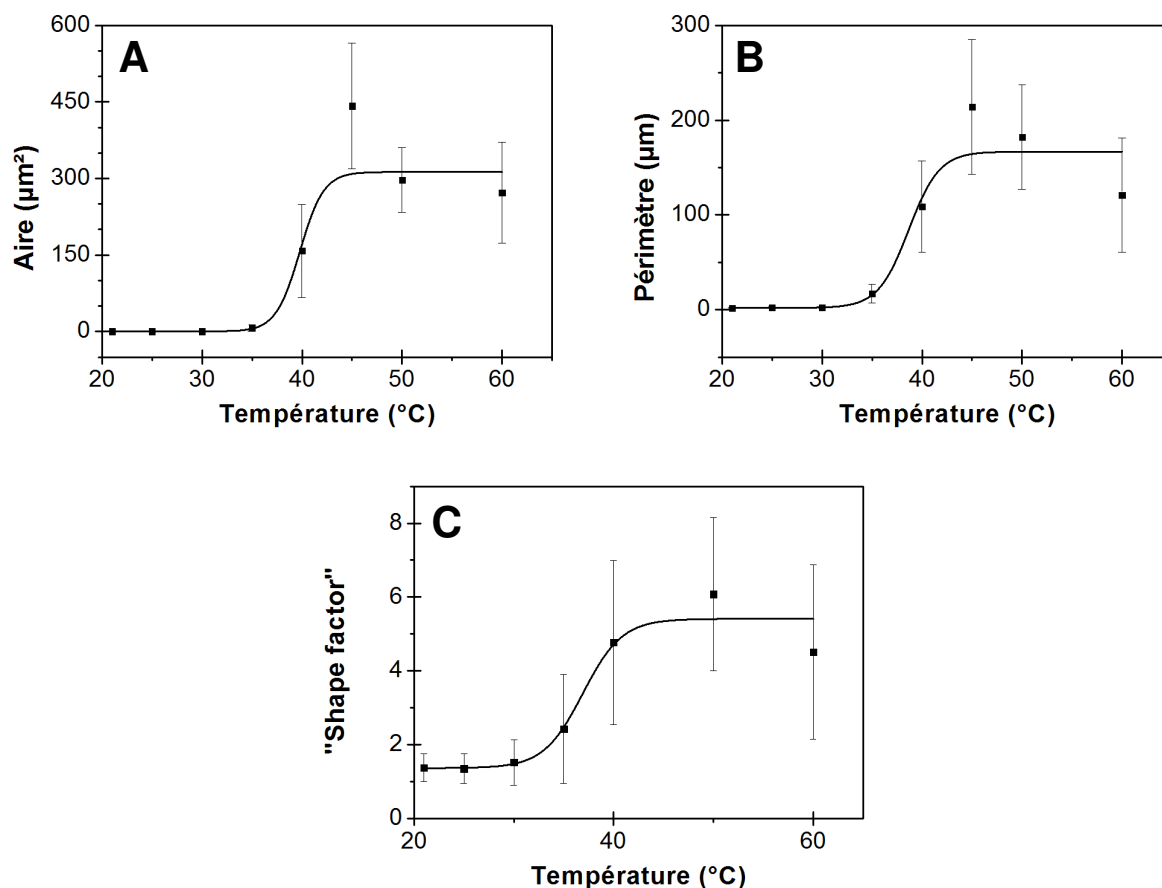 A
Aire (µm²)
600
450
300
150
0
20 30 40 50 60
Température (°C)
B
Périmètre (µm)
300
200
100
0
20 30 40 50 60
Température (°C)
C
"Shape factor"
8
6
4
2
0
20 40 60
Température (°C)